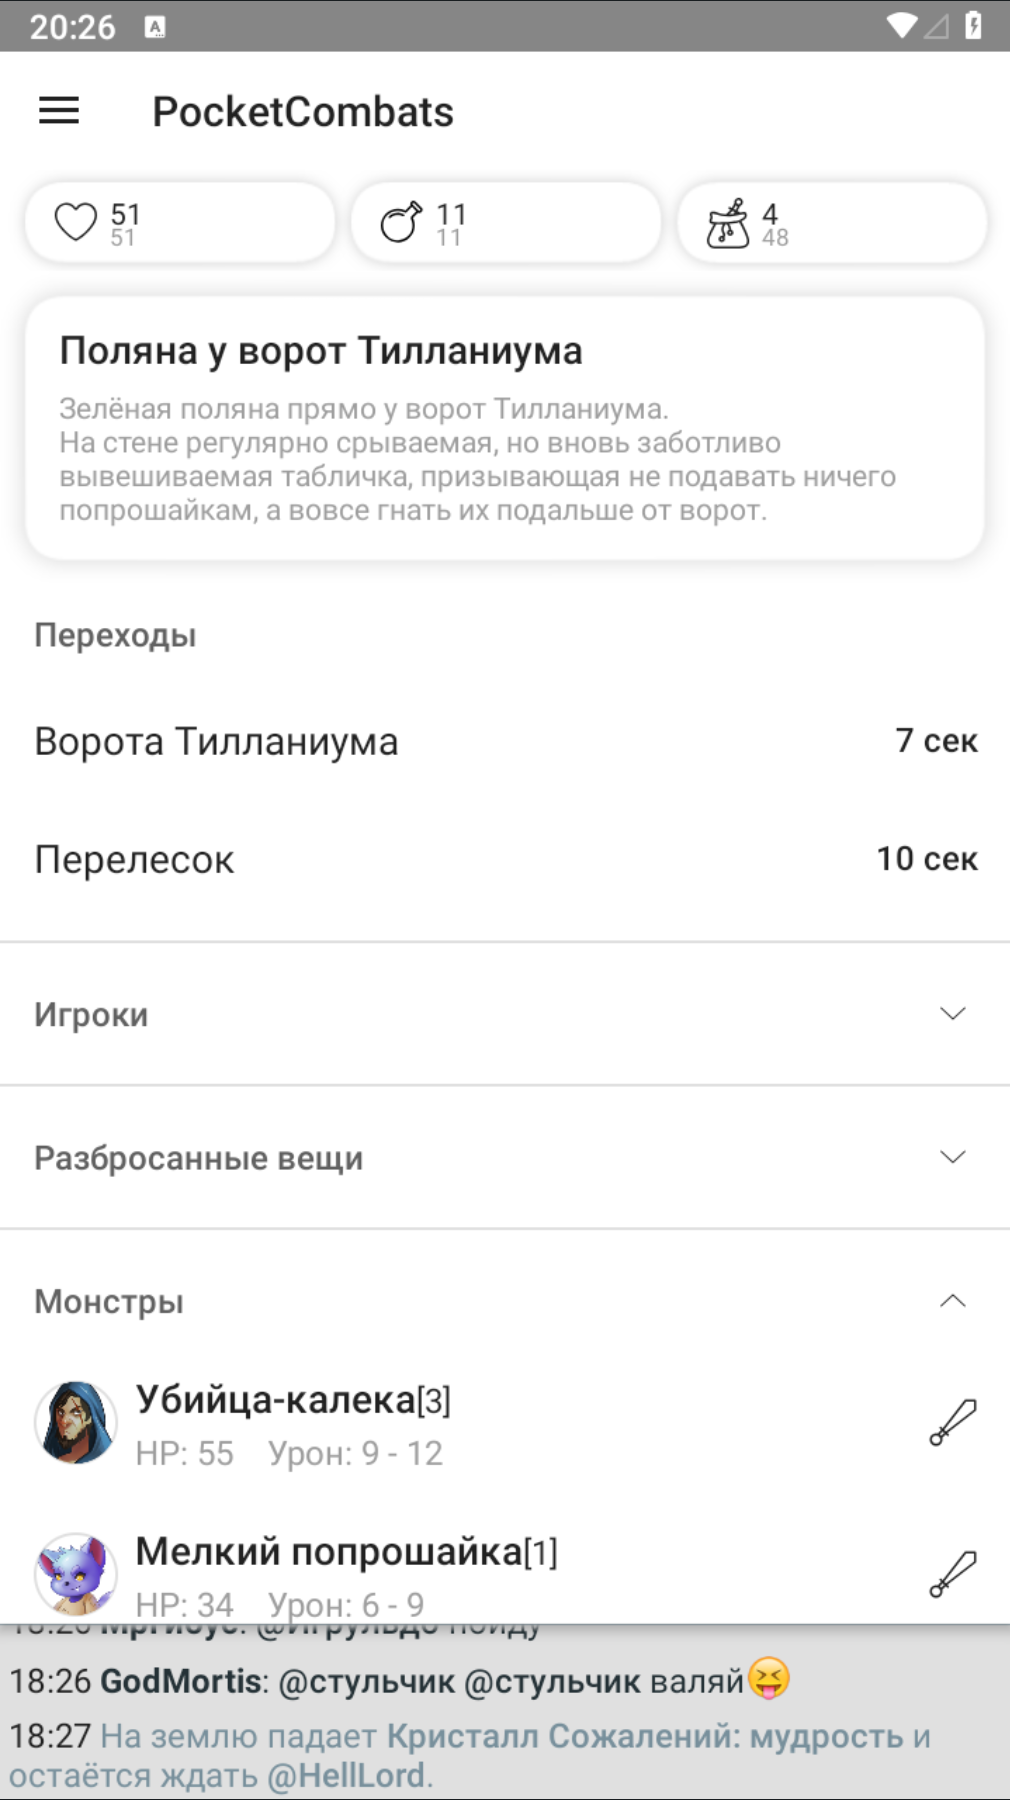 20:26
PocketCombats
51
51
11
11
4
48
Поляна у ворот Тилланиума
Зелёная поляна прямо у ворот Тилланиума.
На стене регулярно срываемая, но вновь заботливо
вывешиваемая табличка, призывающая не подавать ничего
попрошайкам, а вовсе гнать их подальше от ворот.
Переходы
Ворота Тилланиума 7 сек
Перелесок 10 сек
Игроки
Разбросанные вещи
Монстры
Убийца-калека[3]
HP: 55 Урон: 9 - 12
Мелкий попрошайка[1]
HP: 34 Урон: 6 - 9
18:26 GodMortis: @стульчик @стульчик валяй😝
18:27 На землю падает Кристалл Сожалений: мудрость и
остаётся ждать @HellLord.